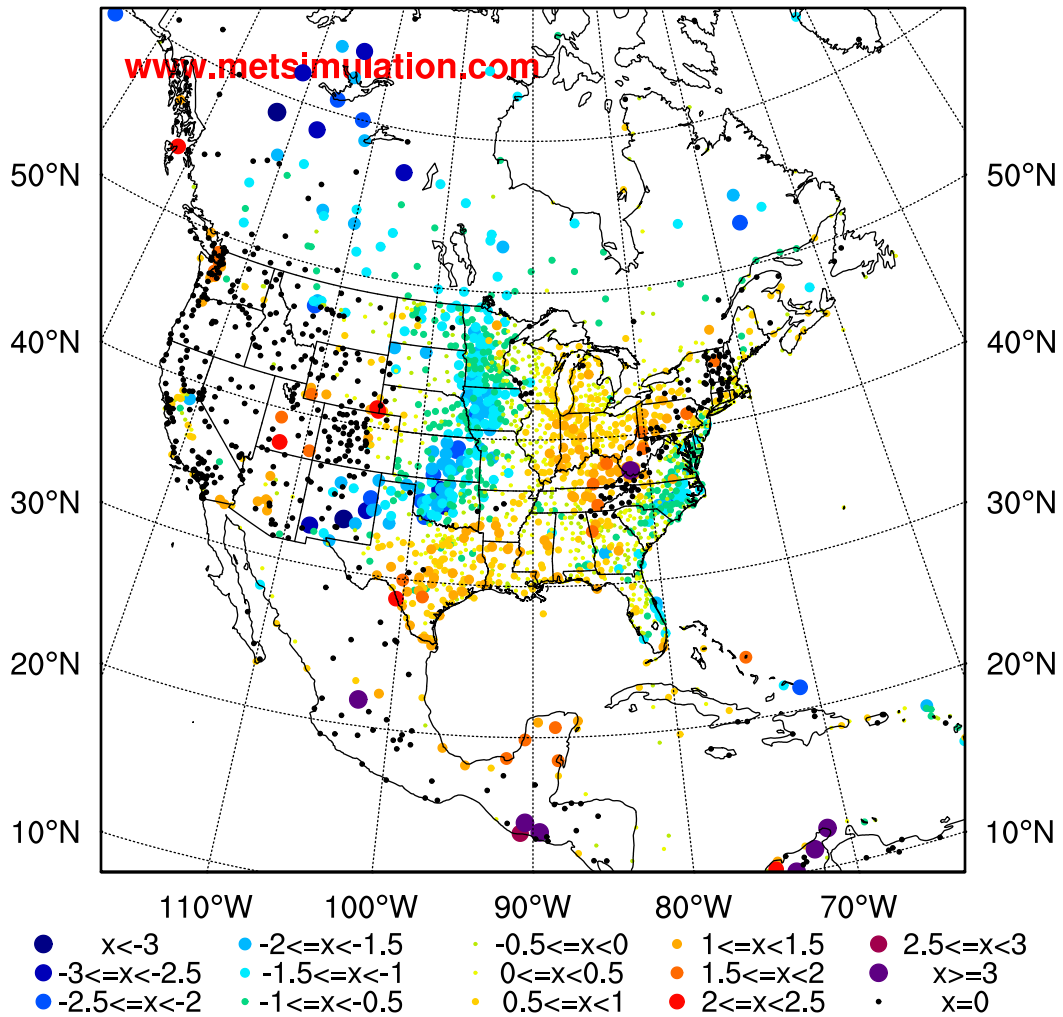 www.metsimulation.com
50°N 50°N
40°N 40°N
30°N 30°N
20°N 20°N
10°N 10°N
110°W 100°W 90°W 80°W 70°W
x<-3 -2<=x<-1.5 -0.5<=x<0 1<=x<1.5 2.5<=x<3
-3<=x<-2.5 -1.5<=x<-1 0<=x<0.5 1.5<=x<2 x>=3
-2.5<=x<-2 -1<=x<-0.5 0.5<=x<1 2<=x<2.5 x=0